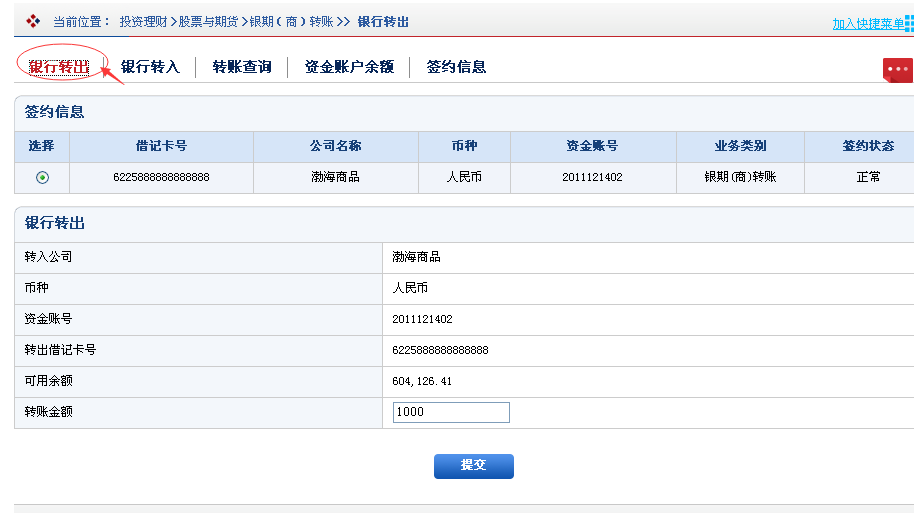 当前位置： 投资理财>股票与期货>银期（商）转账>> 银行转出
加入快捷菜单
银行转出 银行转入 转账查询 资金账户余额 签约信息
签约信息
选择 借记卡号 公司名称 币种 资金账号 业务类别 签约状态
6225888888888888 渤海商品 人民币 2011121402 银期(商)转账 正常
银行转出
转入公司 渤海商品
币种 人民币
资金账号 2011121402
转出借记卡号 6225888888888888
可用余额 604,126.41
转账金额 1000
提交